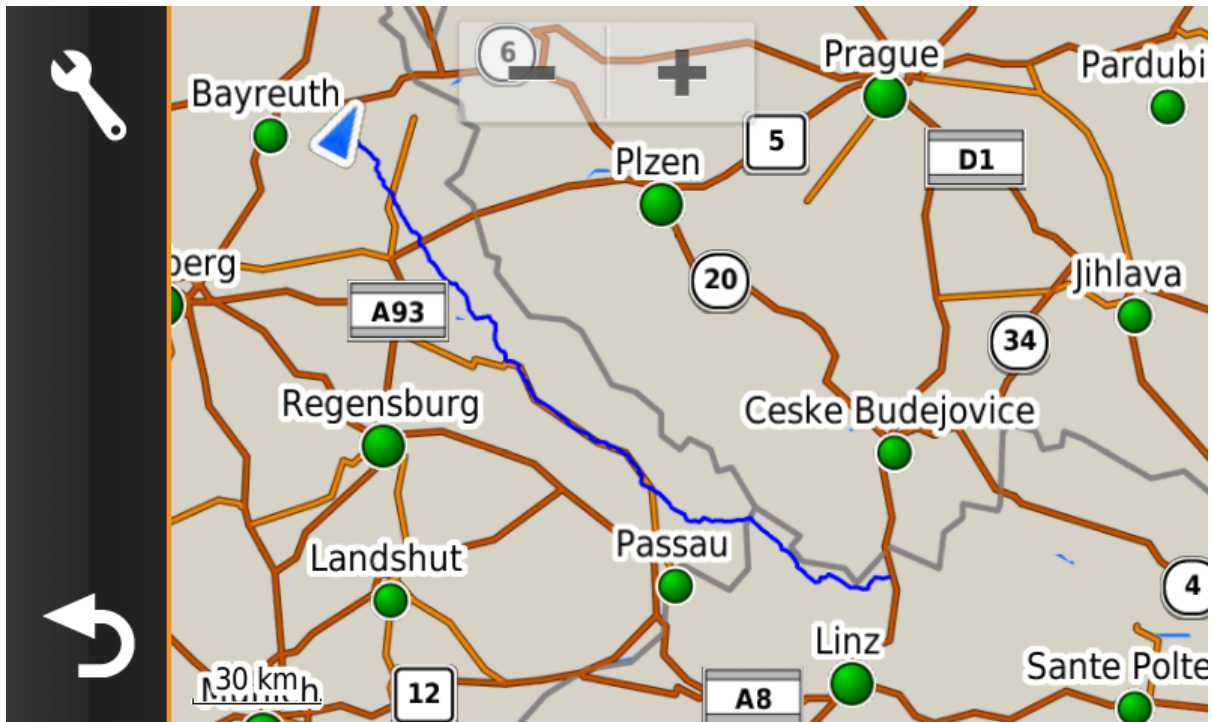 6
Prague
Pardubi
Bayreuth
5
Plzen
D1
berg
20
Jihlava
A93
34
Regensburg
Ceske Budejovice
Passau
Landshut
4
Linz
Sante Polte
30 km
12
A8